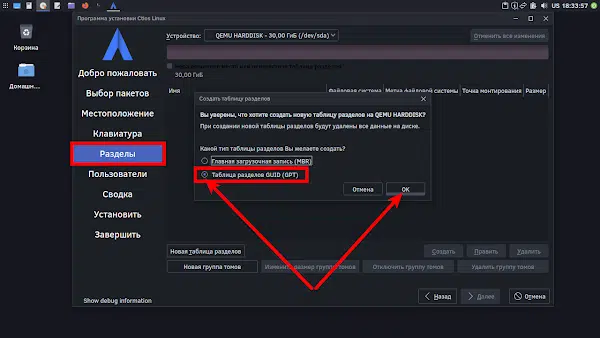 US 18:33:57
Корзина
Домашн...
Программа установки Ctlos Linux
Добро пожаловать
Выбор пакетов
Местоположение
Клавиатура
Разделы
Пользователи
Сводка
Установить
Завершить
Show debug information
Устройство: QEMU HARDDISK - 30,00 ГиБ (/dev/sda)
Отменить все изменения
30,00 ГиБ
Имя Файловая система Метка файловой системы Точка монтирования Размер
Создать таблицу разделов
Вы уверены, что хотите создать новую таблицу разделов на QEMU HARDDISK?
При создании новой таблицы разделов будут удалены все данные на диске.
Какой тип таблицы разделов Вы желаете создать?
Главная загрузочная запись (MBR)
Таблица разделов GUID (GPT)
Отмена OK
Новая таблица разделов Создать Править Удалить
Новая группа томов Изменить размер группы томов Отключить группу томов Удалить группу томов
Назад Далее Отмена